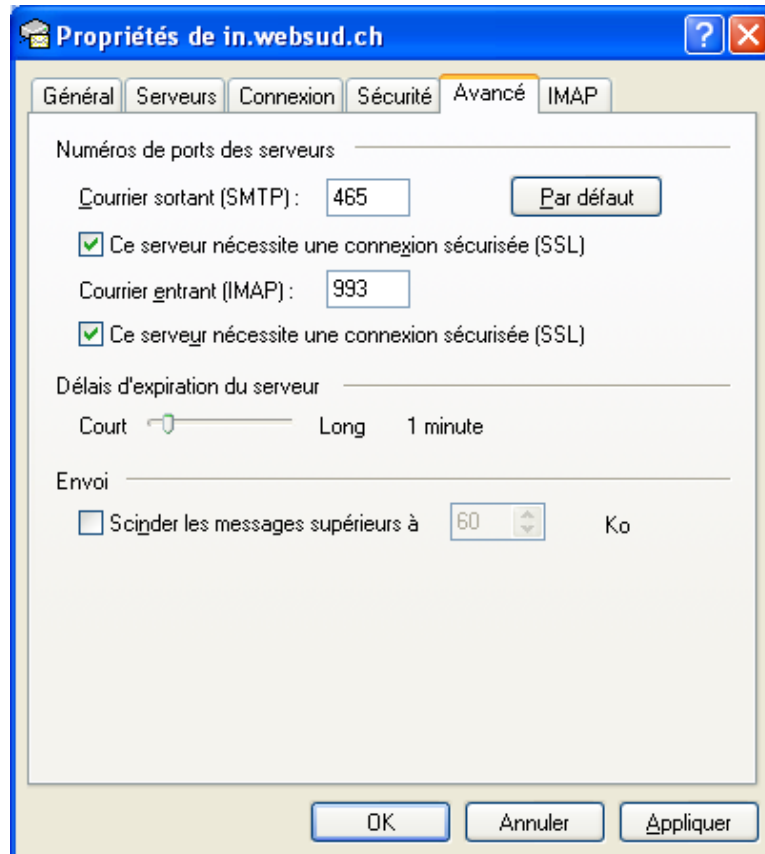 Propriétés de in.websud.ch ?
Général Serveurs Connexion Sécurité Avancé IMAP
Numéros de ports des serveurs
Courrier sortant (SMTP) : 465 Par défaut
Ce serveur nécessite une connexion sécurisée (SSL)
Courrier entrant (IMAP) : 993
Ce serveur nécessite une connexion sécurisée (SSL)
Délais d'expiration du serveur
Court Long 1 minute
Envoi
Scinder les messages supérieurs à 60 Ko
OK Annuler Appliquer